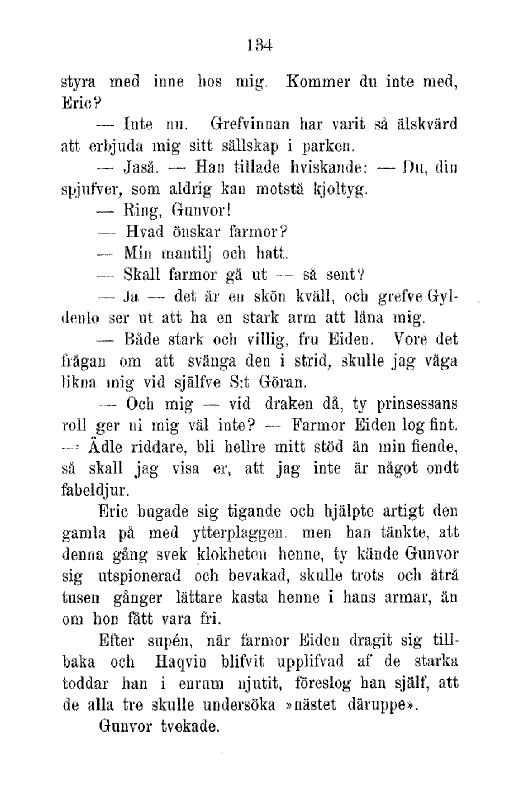 134
styra med inne hos mig. Kommer du inte med,
Eric?
— Inte nu. Grefvinnan har varit så älskvärd
att erbjuda mig sitt sällskap i parken.
— Jaså. — Han tillade hviskande: — Du, din
spjufver, som aldrig kan motstå kjoltyg.
— Ring, Gunvor!
— Hvad önskar farmor?
— Min mantilj och hatt.
— Skall farmor gå ut — så sent?
— Ja — det är en skön kväll, och grefve Gyl-
denlo ser ut att ha en stark arm att låna mig.
— Både stark och villig, fru Eiden. Vore det
frågan om att svänga den i strid, skulle jag våga
likna mig vid själfve S:t Göran.
— Och mig — vid draken då, ty prinsessans
roll ger ni mig väl inte? — Farmor Eiden log fint.
— Ädle riddare, bli hellre mitt stöd än min fiende,
så skall jag visa er, att jag inte är något ondt
fabeldjur.
Eric bugade sig tigande och hjälpte artigt den
gamla på med ytterplaggen, men han tänkte, att
denna gång svek klokheten henne, ty kände Gunvor
sig utspionerad och bevakad, skulle trots och åtrå
tusen gånger lättare kasta henne i hans armar, än
om hon fått vara fri.
Efter supén, när farmor Eiden dragit sig till-
baka och Haqvin blifvit upplifvad af de starka
toddar han i enrum njutit, föreslog han själf, att
de alla tre skulle undersöka »nästet däruppe».
Gunvor tvekade.